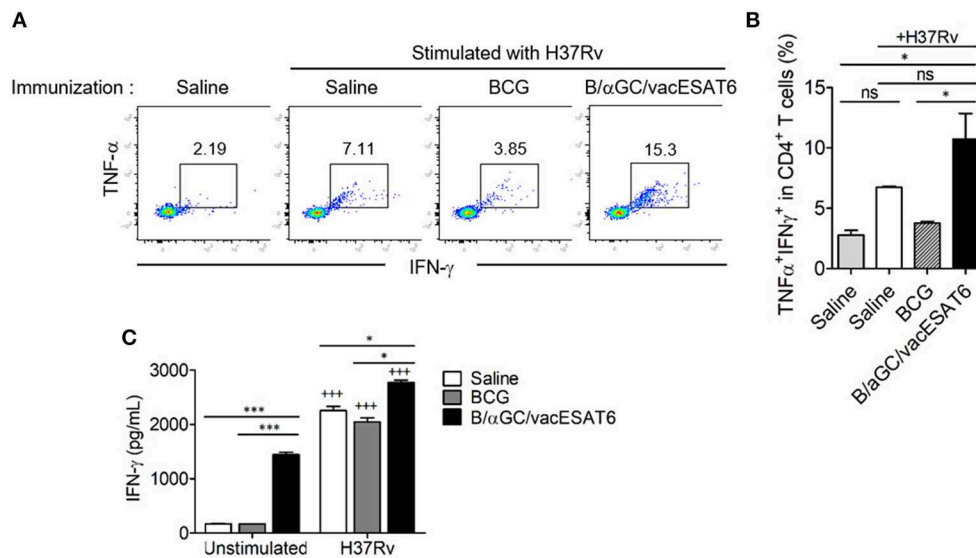 A
Stimulated with H37Rv
Immunization : Saline Saline BCG B/αGC/vacESAT6
2.19 7.11 3.85 15.3
TNF-α
IFN-γ
B
+H37Rv
*
ns
ns *
TNFα⁺IFNγ⁺ in CD4⁺ T cells (%)
15
10
5
0
Saline Saline BCG B/aGC/vacESAT6
C
IFN-γ (pg/mL)
3000
2000
1000
0
***
***
*
*
+++ +++ +++
Unstimulated H37Rv
Saline
BCG
B/αGC/vacESAT6